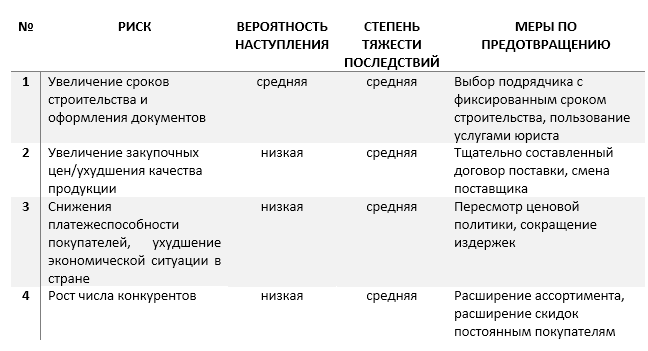 № РИСК ВЕРОЯТНОСТЬ НАСТУПЛЕНИЯ СТЕПЕНЬ ТЯЖЕСТИ ПОСЛЕДСТВИЙ МЕРЫ ПО ПРЕДОТВРАЩЕНИЮ
1 Увеличение сроков средняя средняя Выбор подрядчика с
строительства и фиксированным сроком
оформления документов строительства, пользование
услугами юриста
2 Увеличение закупочных низкая средняя Тщательно составленный
цен/ухудшения качества договор поставки, смена
продукции поставщика
3 Снижения низкая средняя Пересмотр ценовой
платежеспособности политики, сокращение
покупателей, ухудшение издержек
экономической ситуации в
стране
4 Рост числа конкурентов низкая средняя Расширение ассортимента,
расширение скидок
постоянным покупателям